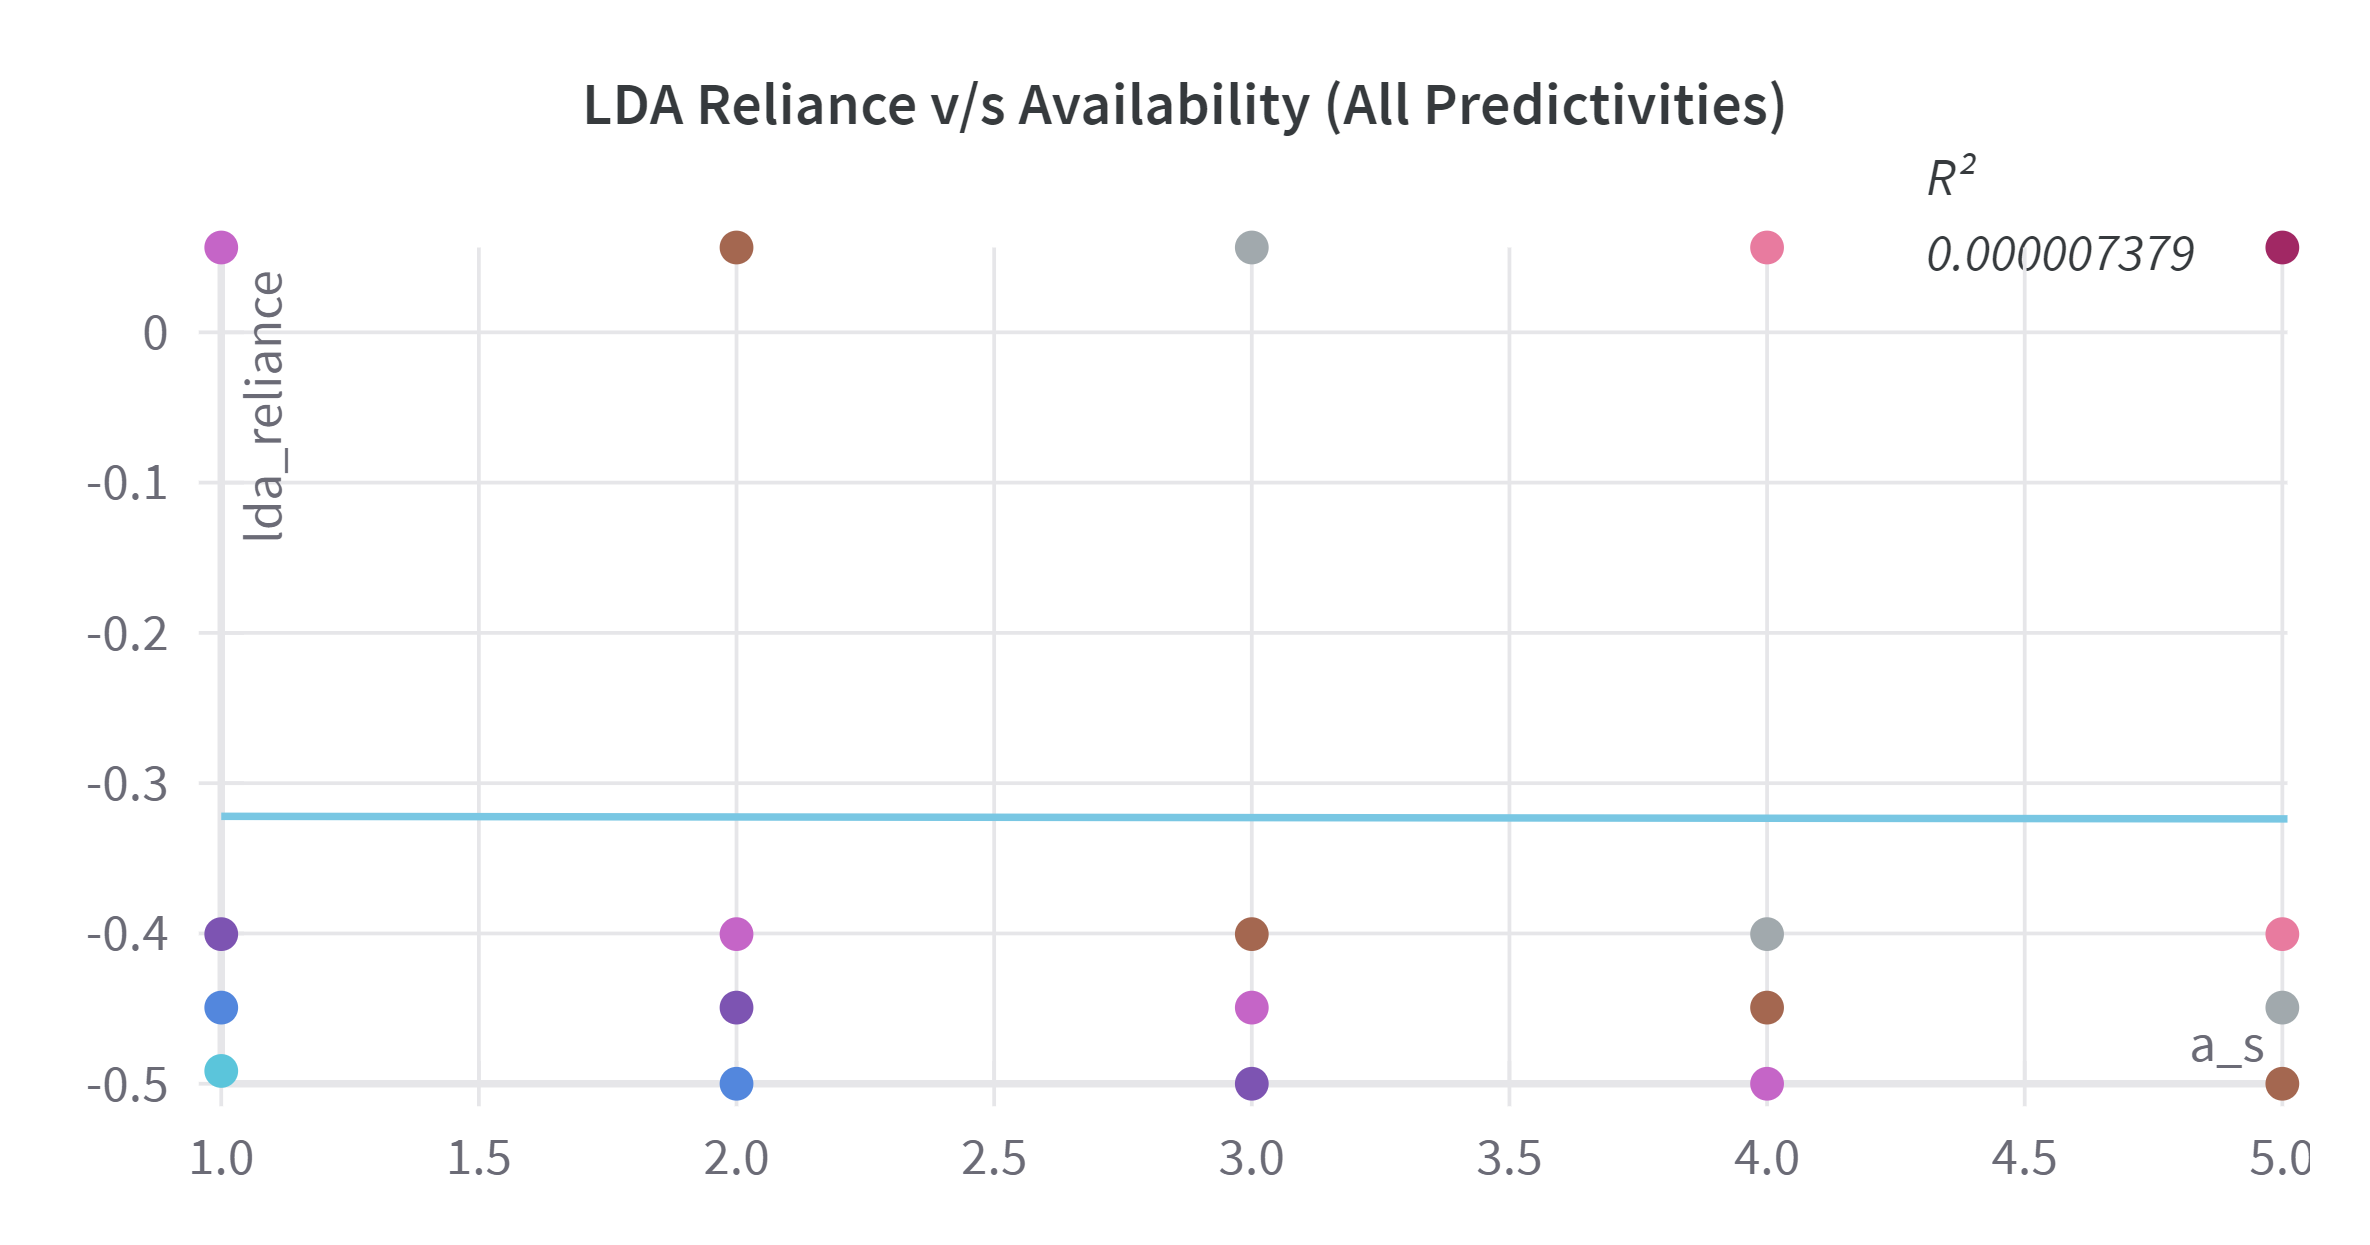 LDA Reliance v/s Availability (All Predictivities)
R²
0.000007379
lda_reliance
0
-0.1
-0.2
-0.3
-0.4
-0.5
a_s
1.0 1.5 2.0 2.5 3.0 3.5 4.0 4.5 5.0